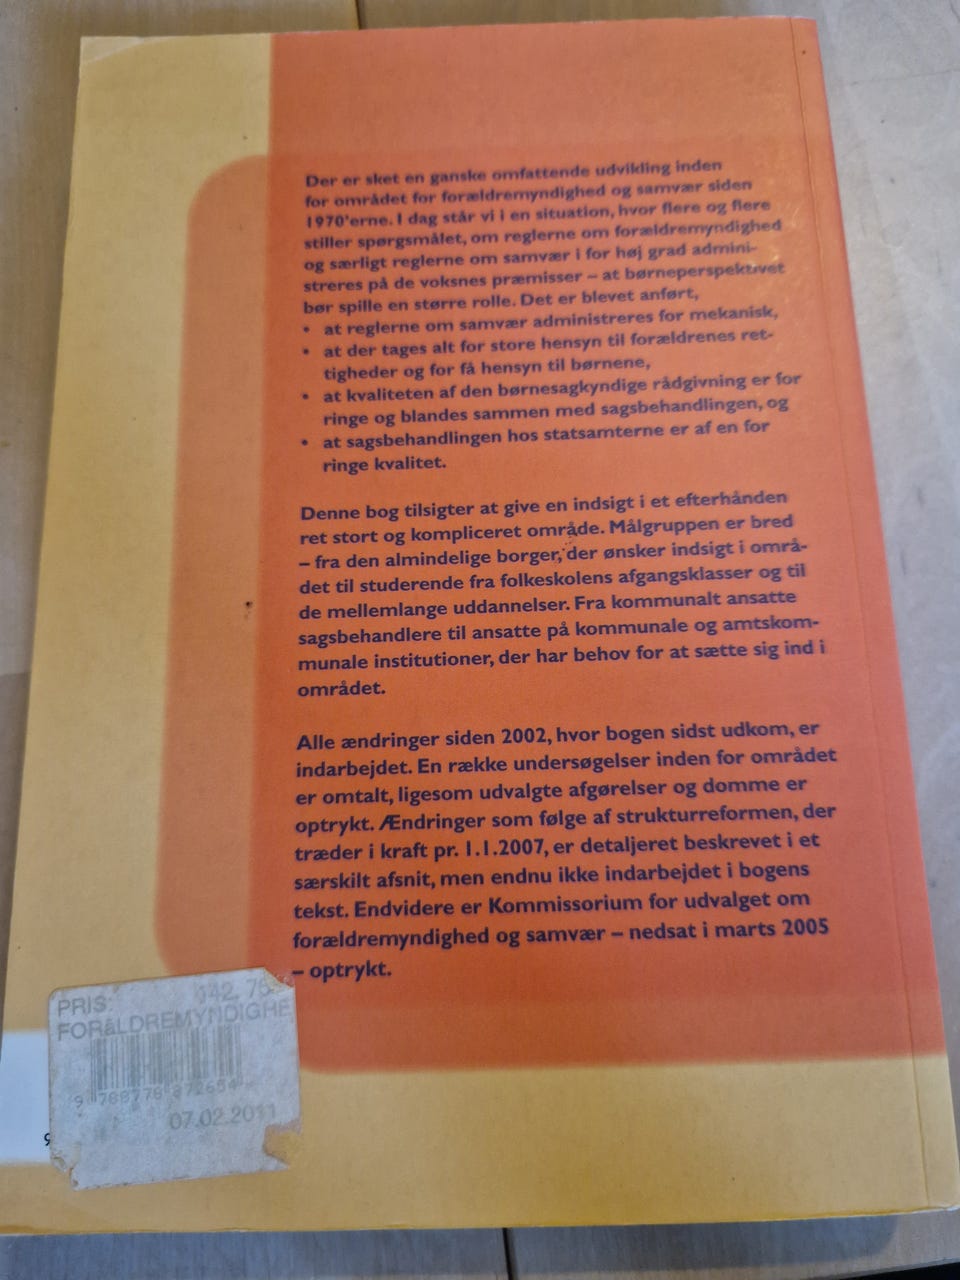 Der er sket en ganske omfattende udvikling inden
for området for forældremyndighed og samvær siden
1970'erne. I dag står vi i en situation, hvor flere og flere
stiller spørgsmålet, om reglerne om forældremyndighed
og særligt reglerne om samvær i for høj grad admini-
streres på de voksnes præmisser – at børneperspektivet
bør spille en større rolle. Det er blevet anført,
• at reglerne om samvær administreres for mekanisk,
• at der tages alt for store hensyn til forældrenes ret-
tigheder og for få hensyn til børnene,
• at kvaliteten af den børnesagkyndige rådgivning er for
ringe og blandes sammen med sagsbehandlingen, og
• at sagsbehandlingen hos statsamterne er af en for
ringe kvalitet.
Denne bog tilsigter at give en indsigt i et efterhånden
ret stort og kompliceret område. Målgruppen er bred
– fra den almindelige borger, der ønsker indsigt i områ-
det til studerende fra folkeskolens afgangsklasser og til
de mellemlange uddannelser. Fra kommunalt ansatte
sagsbehandlere til ansatte på kommunale og amtskom-
munale institutioner, der har behov for at sætte sig ind i
området.
Alle ændringer siden 2002, hvor bogen sidst udkom, er
indarbejdet. En række undersøgelser inden for området
er omtalt, ligesom udvalgte afgørelser og domme er
optrykt. Ændringer som følge af strukturreformen, der
træder i kraft pr. 1.1.2007, er detaljeret beskrevet i et
særskilt afsnit, men endnu ikke indarbejdet i bogens
tekst. Endvidere er Kommissorium for udvalget om
forældremyndighed og samvær – nedsat i marts 2005
– optrykt.
PRIS: 142, 75
FORåLDREMYNDIGHE
9 788778 872654
07.02.2011
9